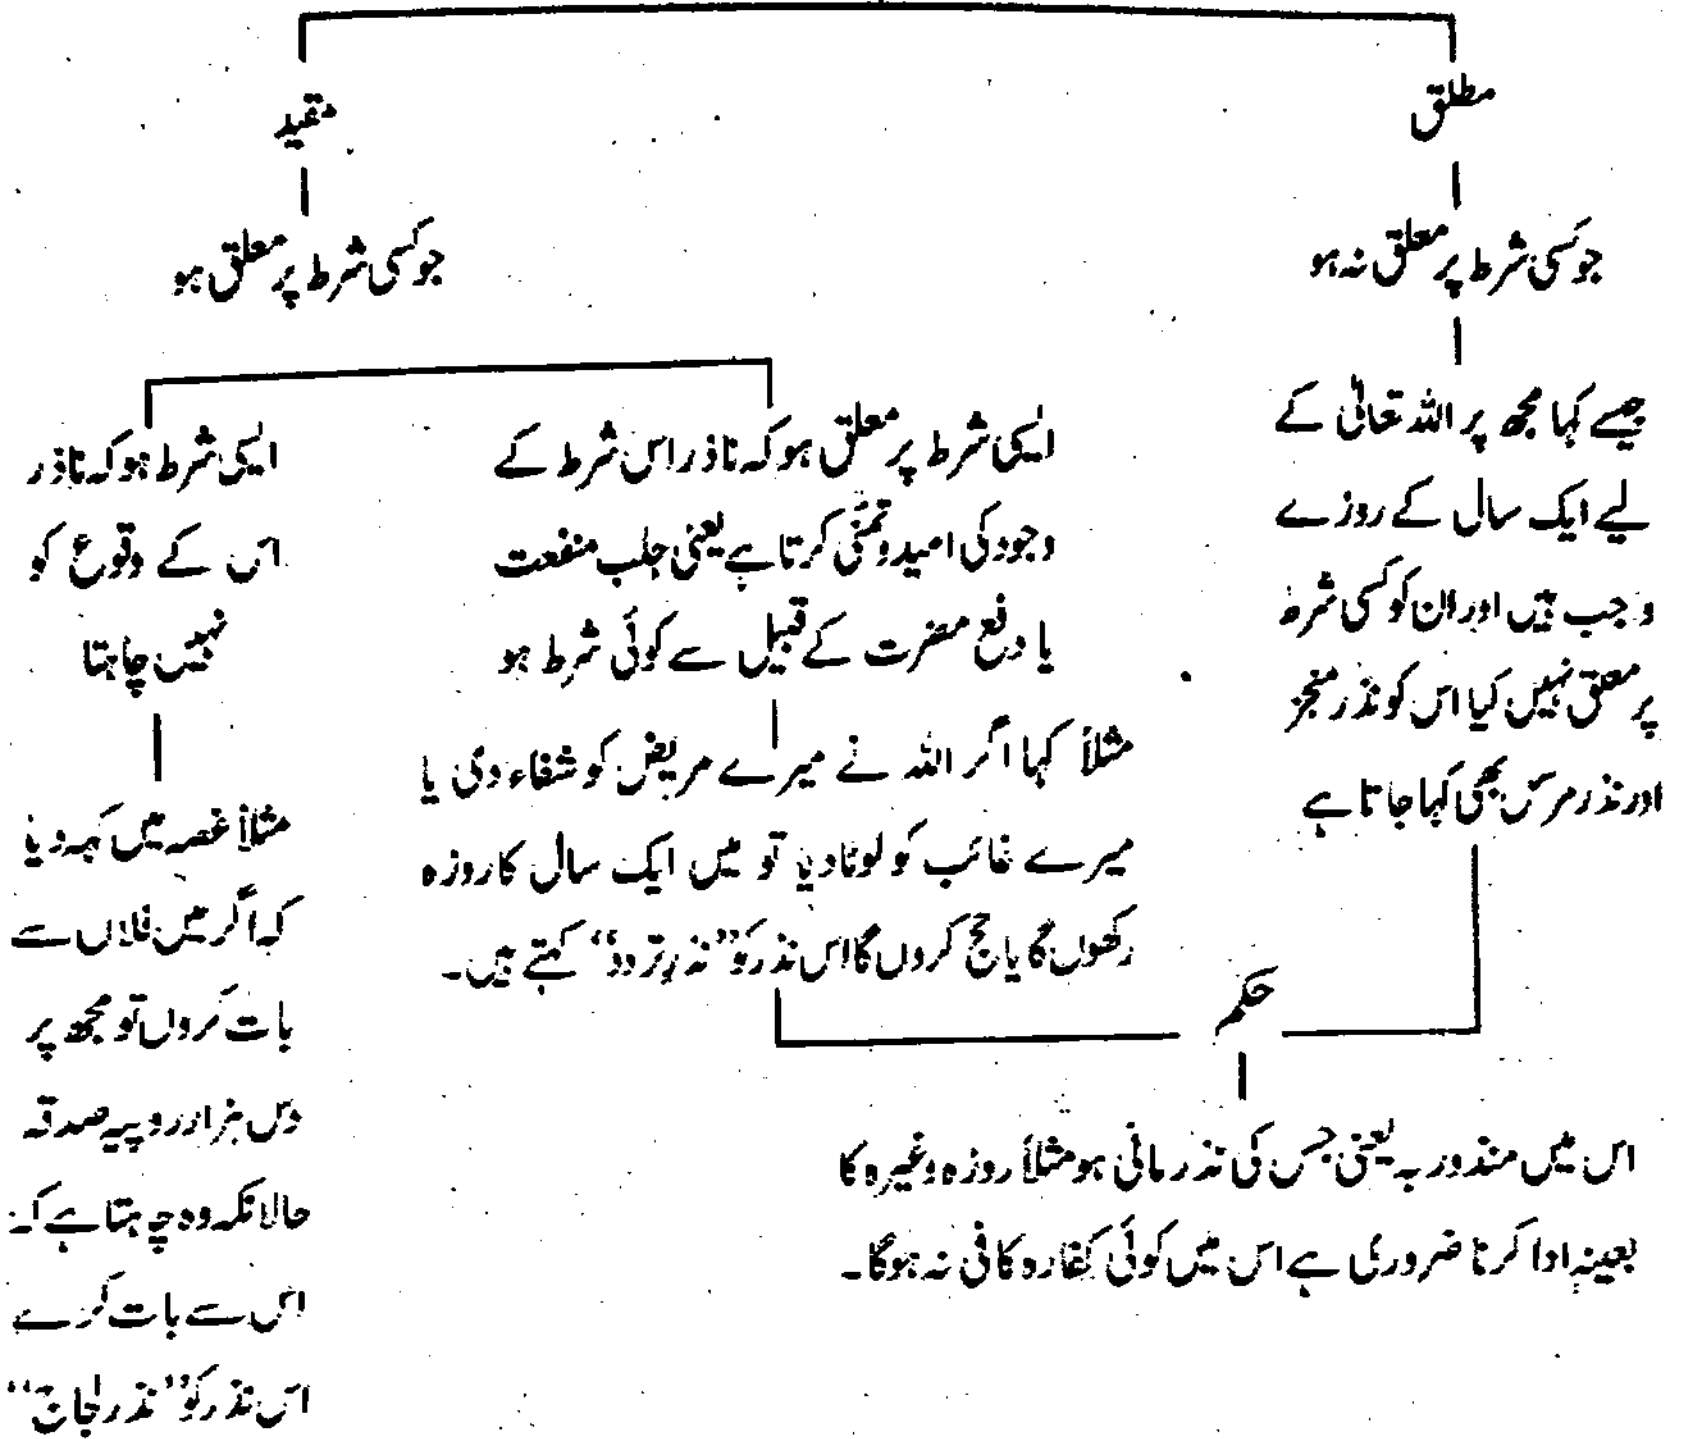 مطلق
جو کسی شرط پر معلق نہ ہو
جیسے کہا مجھ پر اللہ تعالیٰ کے
لیے ایک سال کے روزے
واجب ہیں اور ان کو کسی شرط
پر معلق نہیں کیا اس کو نذر منجز
اور نذر مرسل بھی کہا جاتا ہے
مقید
جو کسی شرط پر معلق ہو
ایسی شرط پر معلق ہو کہ ناذر اس شرط کے
وجود کی امید و تمنّی کرتا ہے یعنی جلب منفعت
یا دفع مضرت کے قبیل سے کوئی شرط ہو
مثلاً کہا اگر اللہ نے میرے مریض کو شفاء دی یا
میرے غائب کو لوٹا دیا تو میں ایک سال کا روزہ
رکھوں گا یا حج کروں گا اس نذر کو ”نذرِ تردد“ کہتے ہیں۔
حکم
اس میں منذور بہ یعنی جس کی نذر مانی ہو مثلاً روزہ وغیرہ کا
بعینہٖ ادا کرنا ضروری ہے اس میں کوئی کفارہ کافی نہ ہوگا۔
ایسی شرط ہو کہ ناذر
اس کے وقوع کو
نہیں چاہتا
مثلاً غصہ میں کہہ دیا
کہ اگر میں فلاں سے
بات کروں تو مجھ پر
دس ہزار روپیہ صدقہ
حالانکہ وہ چاہتا ہے کہ
اس سے بات کرے
اس نذر کو ”نذر لجاج“